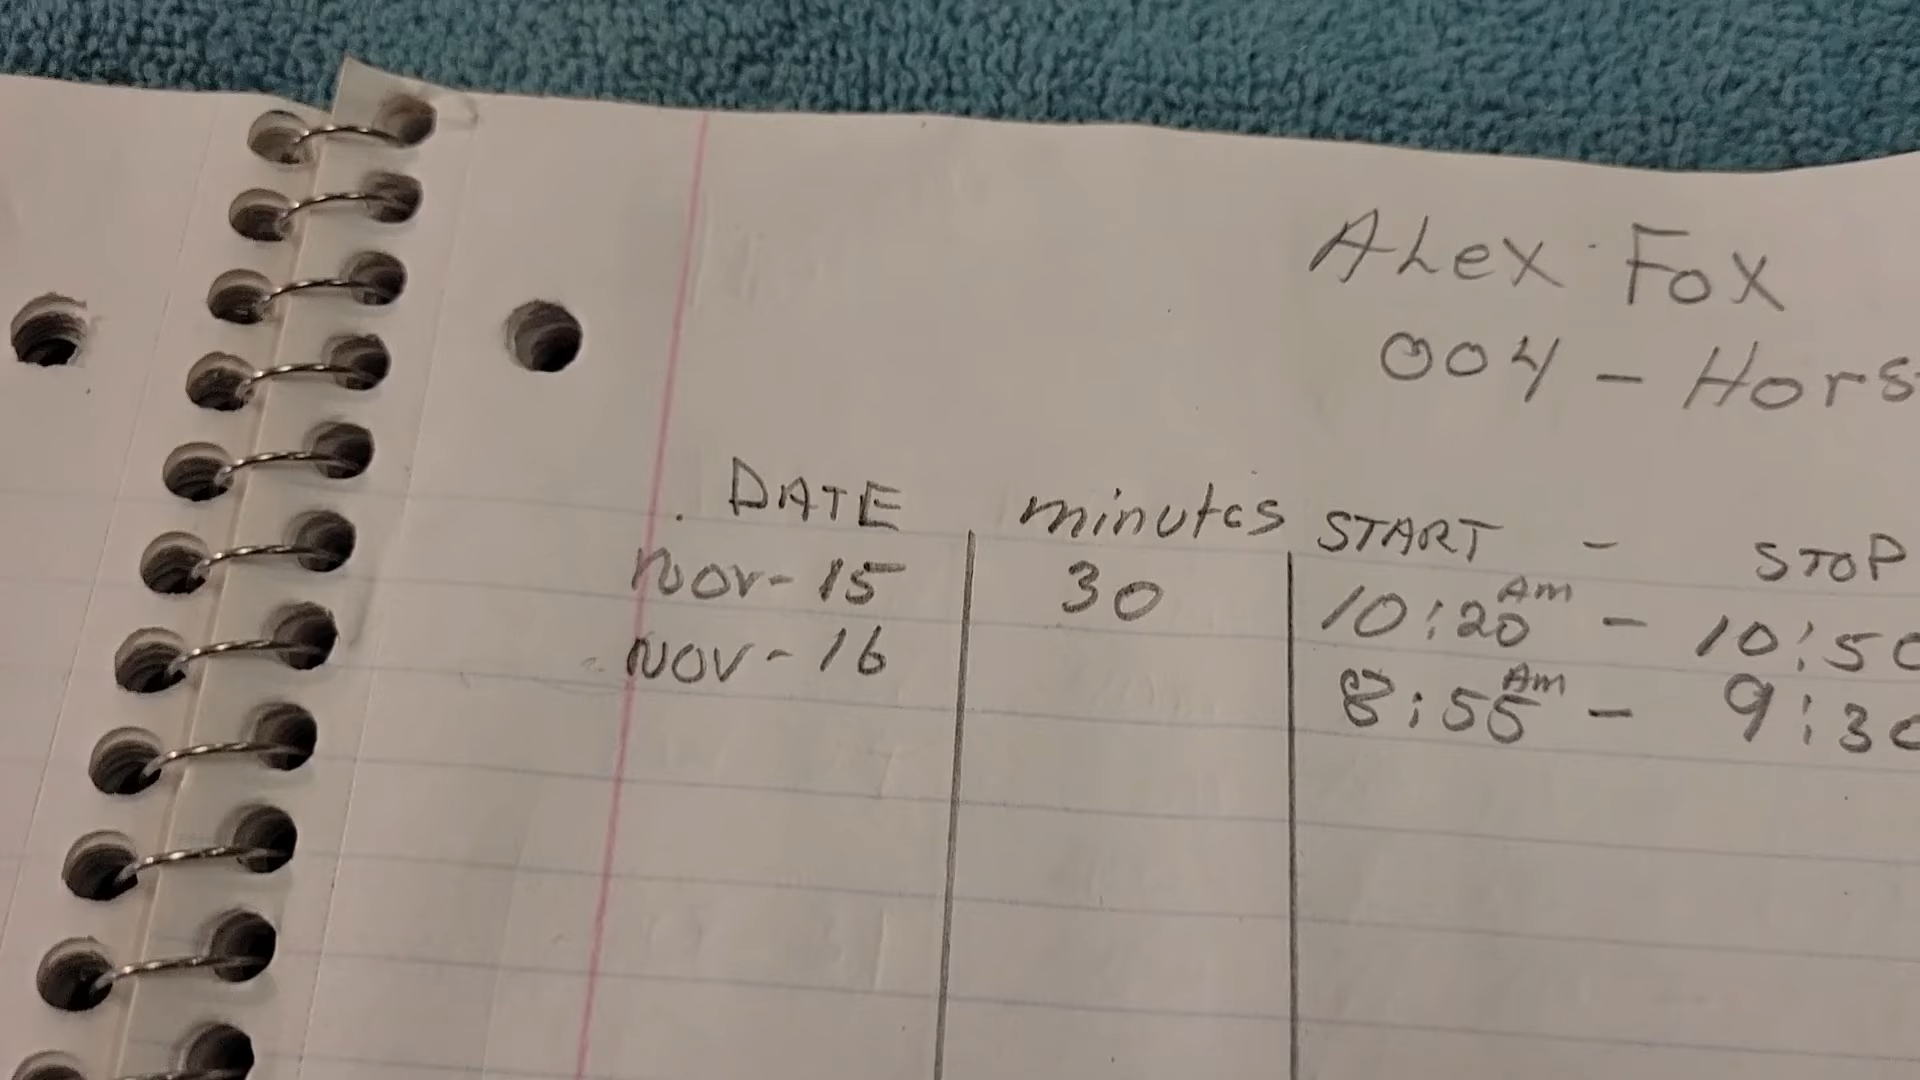 ALex Fox
004 - Hors
DATE minutes START - STOP
Nov-15 30 10:20 Am - 10:50
Nov-16 8:55 Am - 9:30